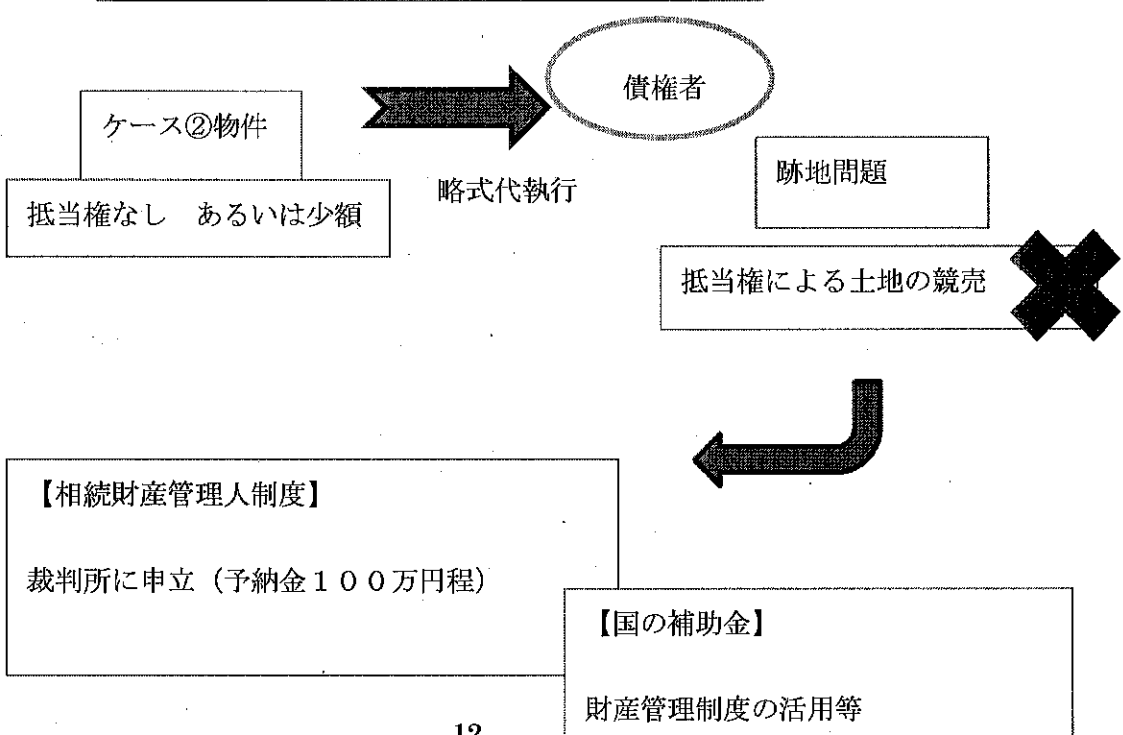 債権者
ケース②物件
跡地問題
略式代執行
抵当権なし　あるいは少額
抵当権による土地の競売
【相続財産管理人制度】
裁判所に申立（予納金１００万円程）
【国の補助金】
財産管理制度の活用等
12